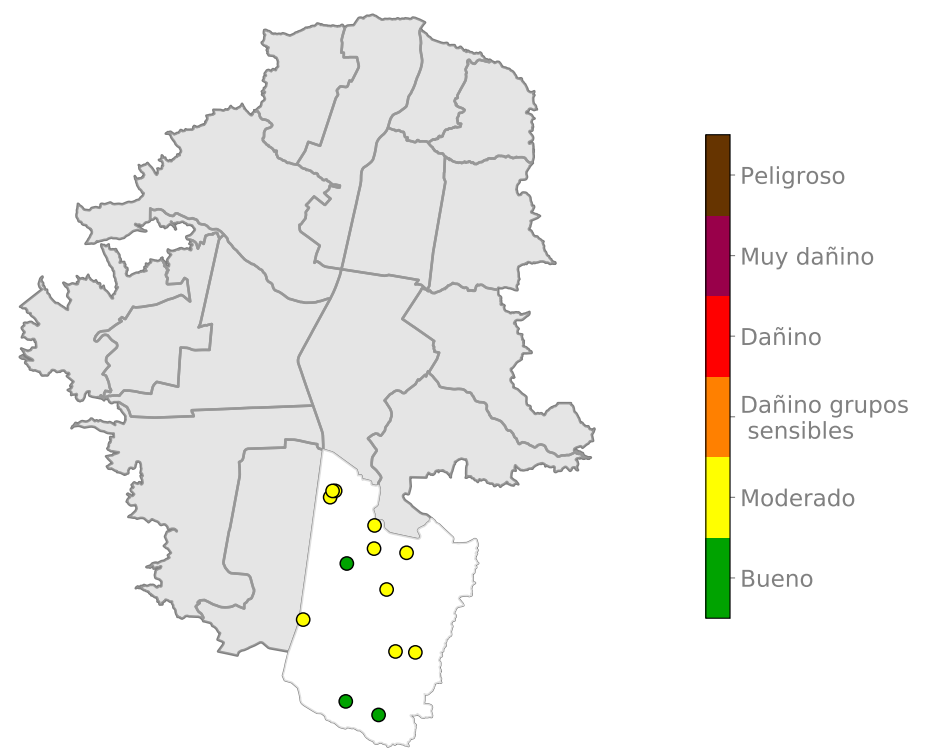 Peligroso
Muy dañino
Dañino
Dañino grupos
sensibles
Moderado
Bueno